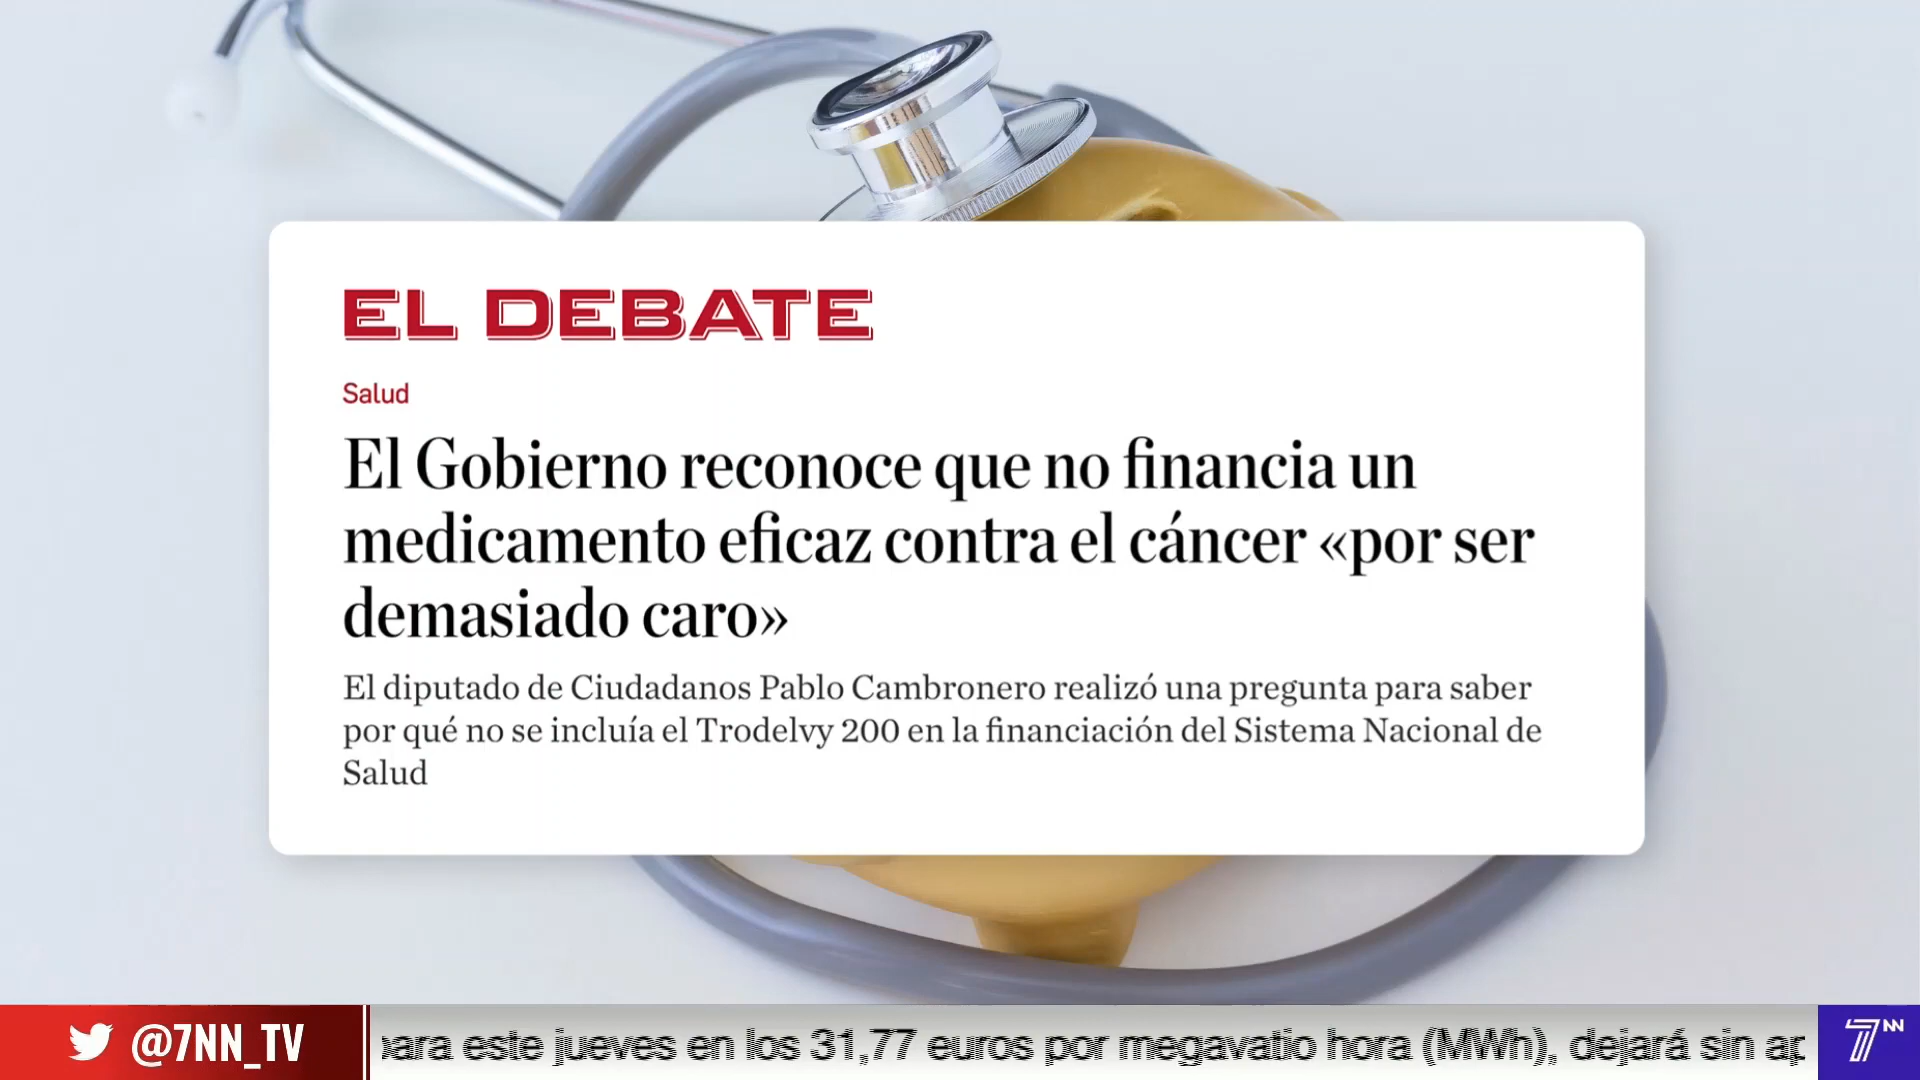 EL DEBATE
Salud
El Gobierno reconoce que no financia un
medicamento eficaz contra el cáncer «por ser
demasiado caro»
El diputado de Ciudadanos Pablo Cambronero realizó una pregunta para saber
por qué no se incluía el Trodelvy 200 en la financiación del Sistema Nacional de
Salud
@7NN_TV
para este jueves en los 31,77 euros por megavatio hora (MWh), dejará sin ap
7NN